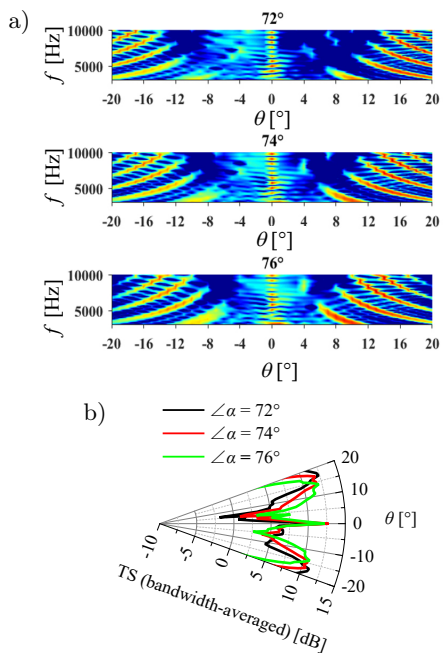 a)
72°
f [Hz]
10000
5000
-20 -16 -12 -8 -4 0 4 8 12 16 20
θ [°]
74°
f [Hz]
10000
5000
-20 -16 -12 -8 -4 0 4 8 12 16 20
θ [°]
76°
f [Hz]
10000
5000
-20 -16 -12 -8 -4 0 4 8 12 16 20
θ [°]
b)
∠α = 72°
∠α = 74°
∠α = 76°
20
10
0
-10
-20
θ [°]
-10 -5 0 5 10 15
TS (bandwidth-averaged) [dB]